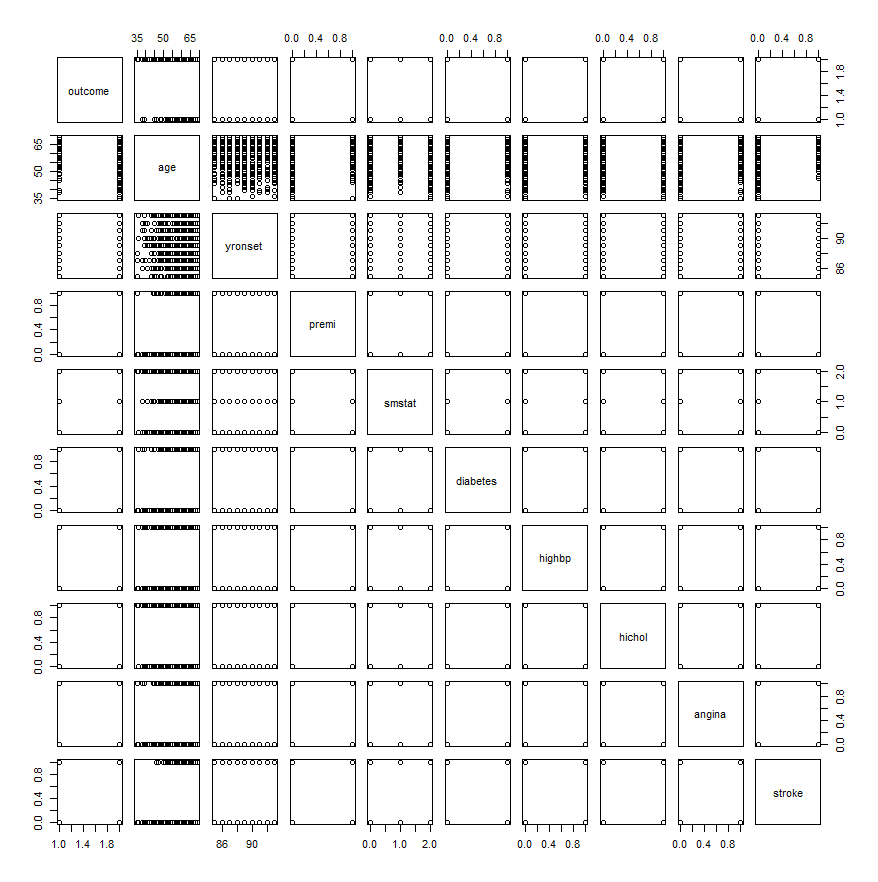 35 50 65 0.0 0.4 0.8 0.0 0.4 0.8 0.0 0.4 0.8 0.0 0.4 0.8
outcome 1.0 1.4 1.8
35 50 65 age
yronset 86 90
0.0 0.4 0.8 premi
smstat 0.0 1.0 2.0
0.0 0.4 0.8 diabetes
highbp 0.0 0.4 0.8
0.0 0.4 0.8 hichol
angina 0.0 0.4 0.8
0.0 0.4 0.8 stroke
1.0 1.4 1.8 86 90 0.0 1.0 2.0 0.0 0.4 0.8 0.0 0.4 0.8